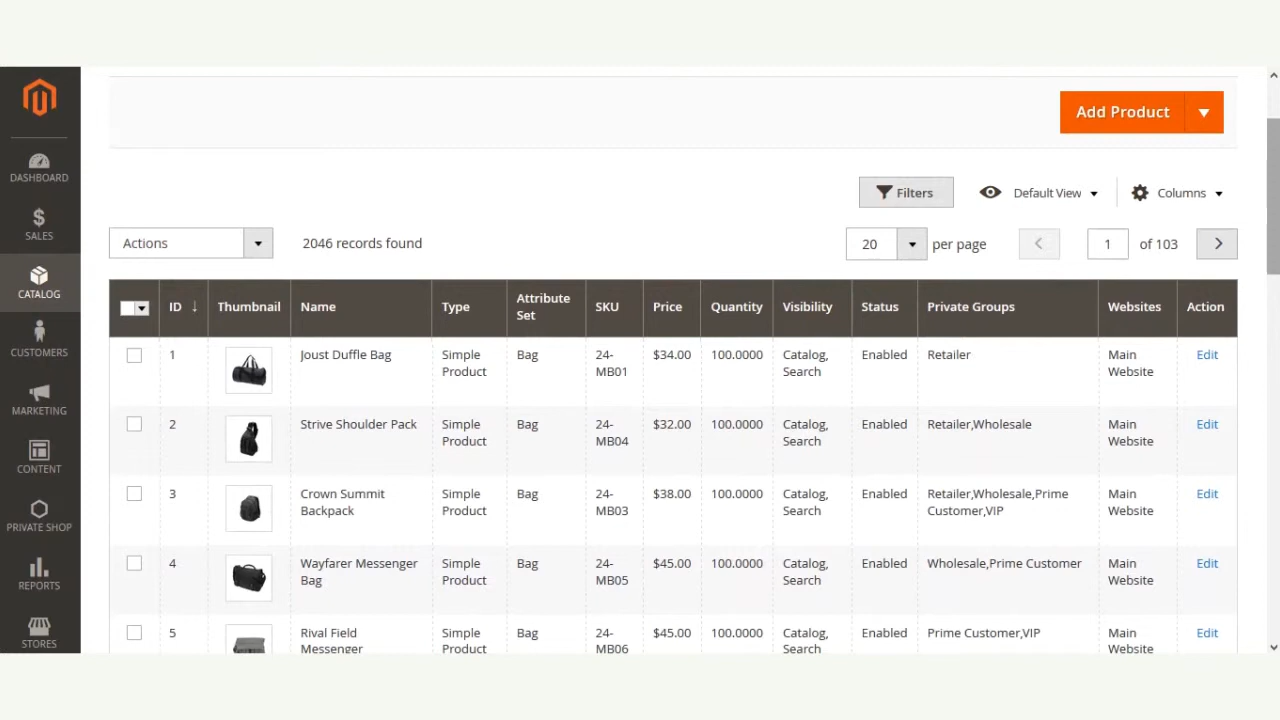 Add Product
Filters
Default View
Columns
Actions
2046 records found
20
per page
1
of 103
DASHBOARD
SALES
CATALOG
CUSTOMERS
MARKETING
CONTENT
PRIVATE SHOP
REPORTS
STORES
ID ↓ Thumbnail Name Type Attribute Set SKU Price Quantity Visibility Status Private Groups Websites Action
1 Joust Duffle Bag Simple Product Bag 24-MB01 $34.00 100.0000 Catalog, Search Enabled Retailer Main Website Edit
2 Strive Shoulder Pack Simple Product Bag 24-MB04 $32.00 100.0000 Catalog, Search Enabled Retailer,Wholesale Main Website Edit
3 Crown Summit Backpack Simple Product Bag 24-MB03 $38.00 100.0000 Catalog, Search Enabled Retailer,Wholesale,Prime Customer,VIP Main Website Edit
4 Wayfarer Messenger Bag Simple Product Bag 24-MB05 $45.00 100.0000 Catalog, Search Enabled Wholesale,Prime Customer Main Website Edit
5 Rival Field Messenger Simple Product Bag 24-MB06 $45.00 100.0000 Catalog, Search Enabled Prime Customer,VIP Main Website Edit